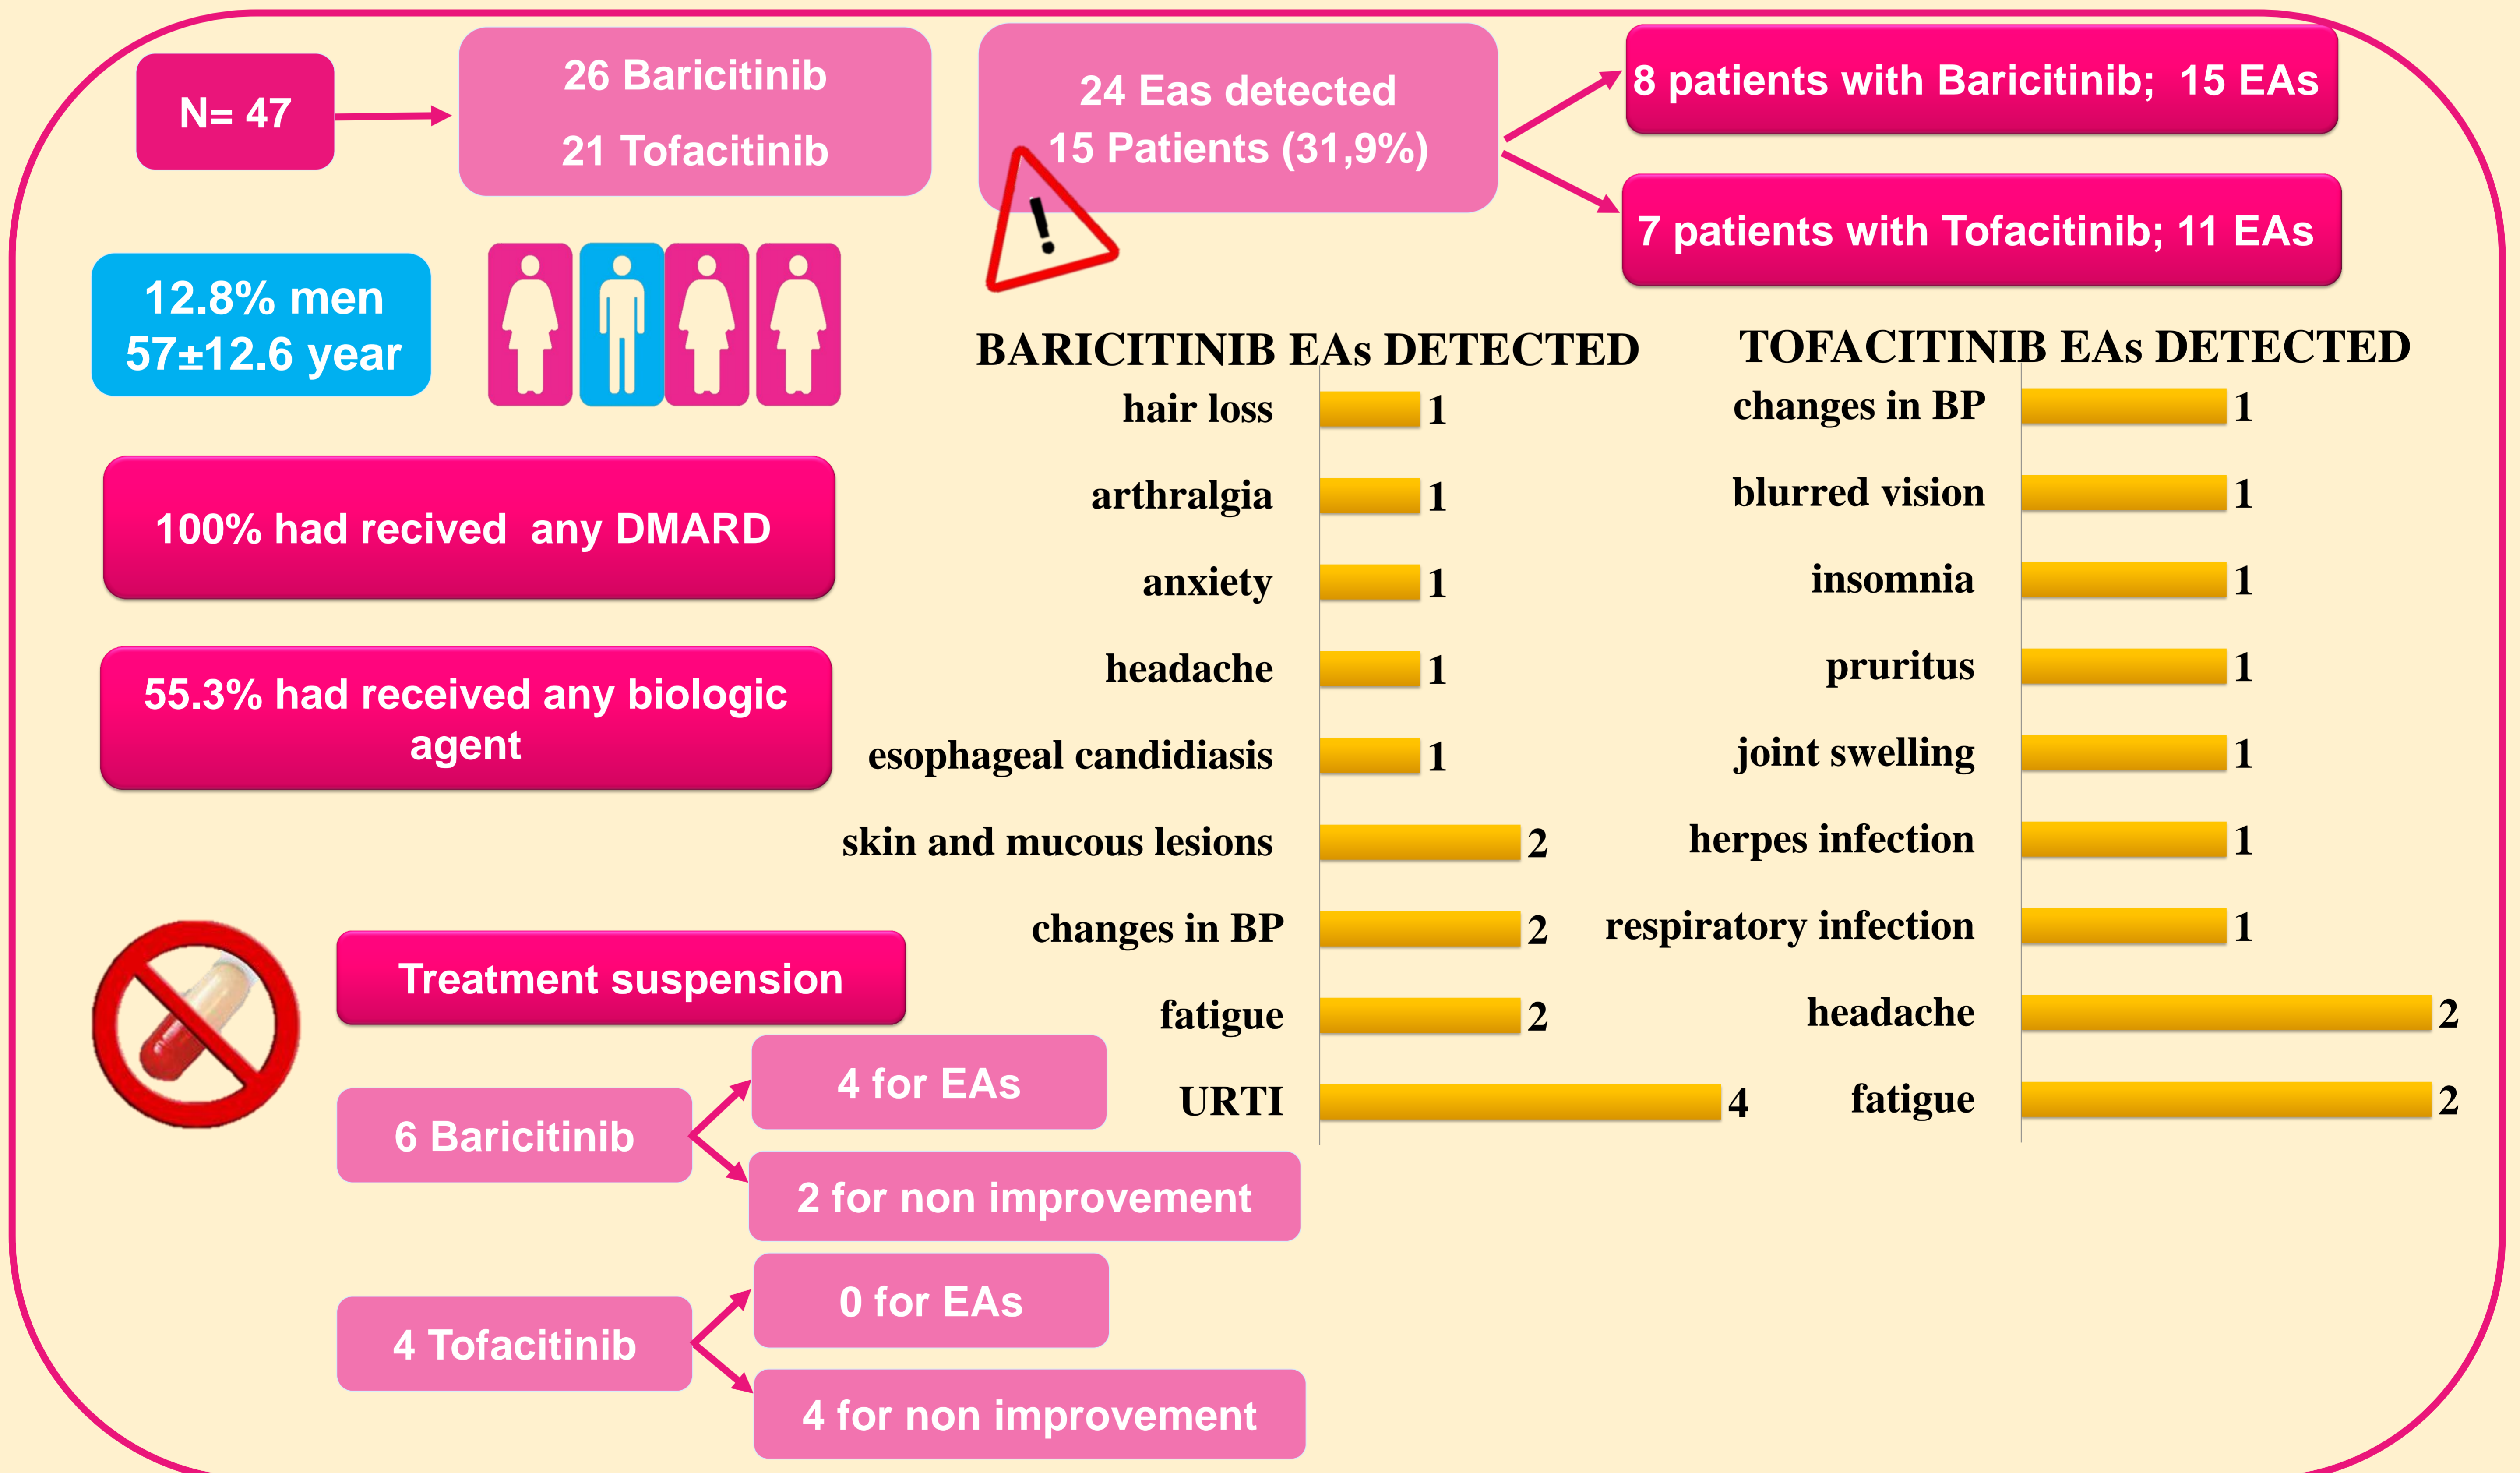 N= 47
26 Baricitinib
21 Tofacitinib
24 Eas detected
15 Patients (31,9%)
!
8 patients with Baricitinib; 15 EAs
7 patients with Tofacitinib; 11 EAs
12.8% men
57±12.6 year
100% had recived any DMARD
55.3% had received any biologic
agent
BARICITINIB EAs DETECTED
hair loss 1
arthralgia 1
anxiety 1
headache 1
esophageal candidiasis 1
skin and mucous lesions 2
changes in BP 2
fatigue 2
URTI 4
TOFACITINIB EAs DETECTED
changes in BP 1
blurred vision 1
insomnia 1
pruritus 1
joint swelling 1
herpes infection 1
respiratory infection 1
headache 2
fatigue 2
Treatment suspension
6 Baricitinib
4 for EAs
2 for non improvement
4 Tofacitinib
0 for EAs
4 for non improvement